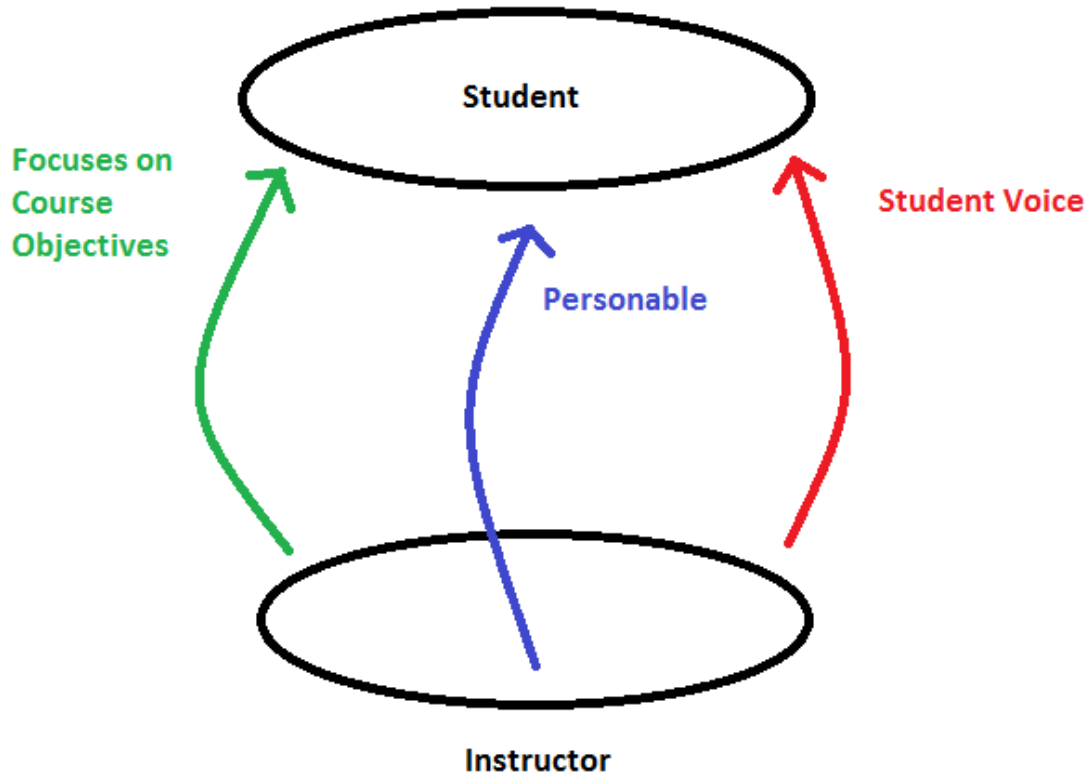 Student
Focuses on
Course
Objectives
Student Voice
Personable
Instructor